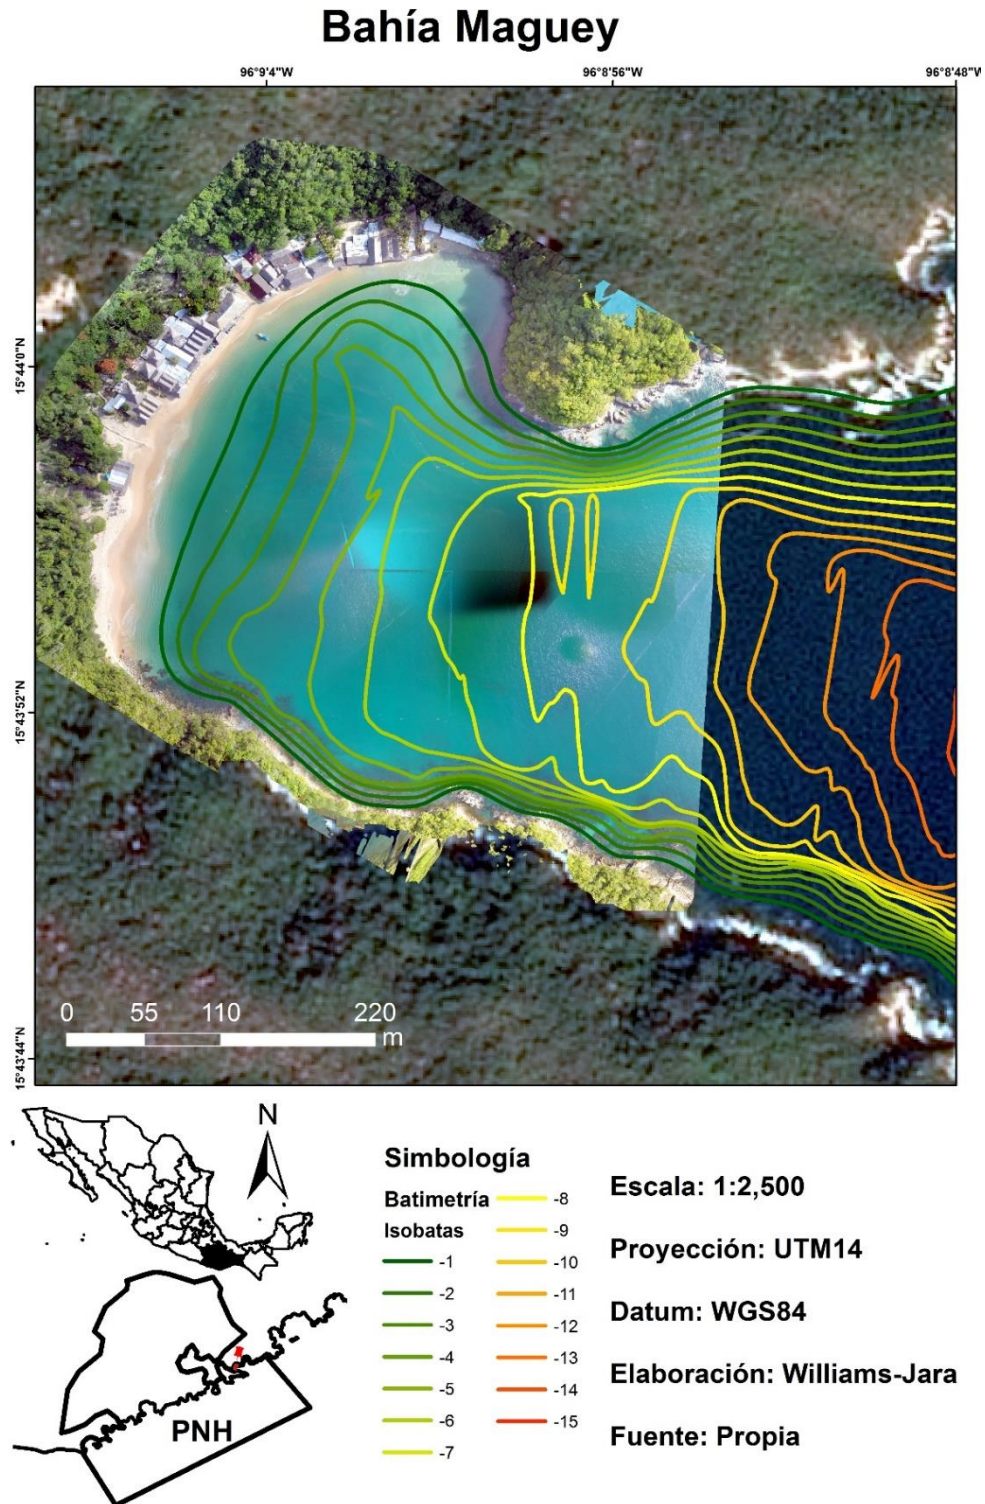 Bahía Maguey
96°9'4"W
96°8'56"W
96°8'48"W
15°44'0"N
15°43'52"N
15°43'44"N
0 55 110 220
m
N
PNH
Simbología
Batimetría
Isobatas
-1
-2
-3
-4
-5
-6
-7
-8
-9
-10
-11
-12
-13
-14
-15
Escala: 1:2,500
Proyección: UTM14
Datum: WGS84
Elaboración: Williams-Jara
Fuente: Propia